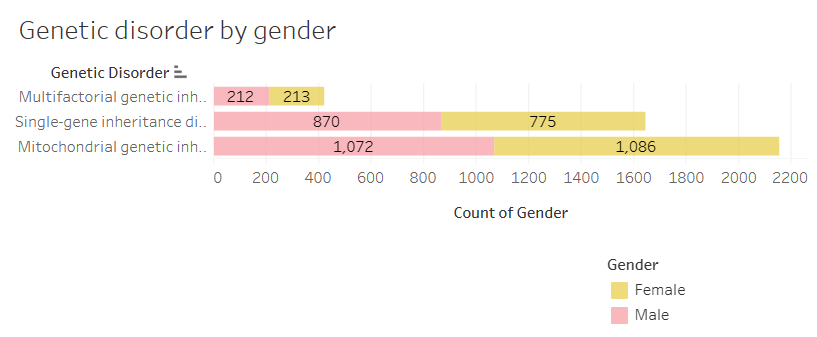 Genetic disorder by gender
Genetic Disorder
Multifactorial genetic inh.. 212 213
Single-gene inheritance di.. 870 775
Mitochondrial genetic inh.. 1,072 1,086
0 200 400 600 800 1000 1200 1400 1600 1800 2000 2200
Count of Gender
Gender
Female
Male